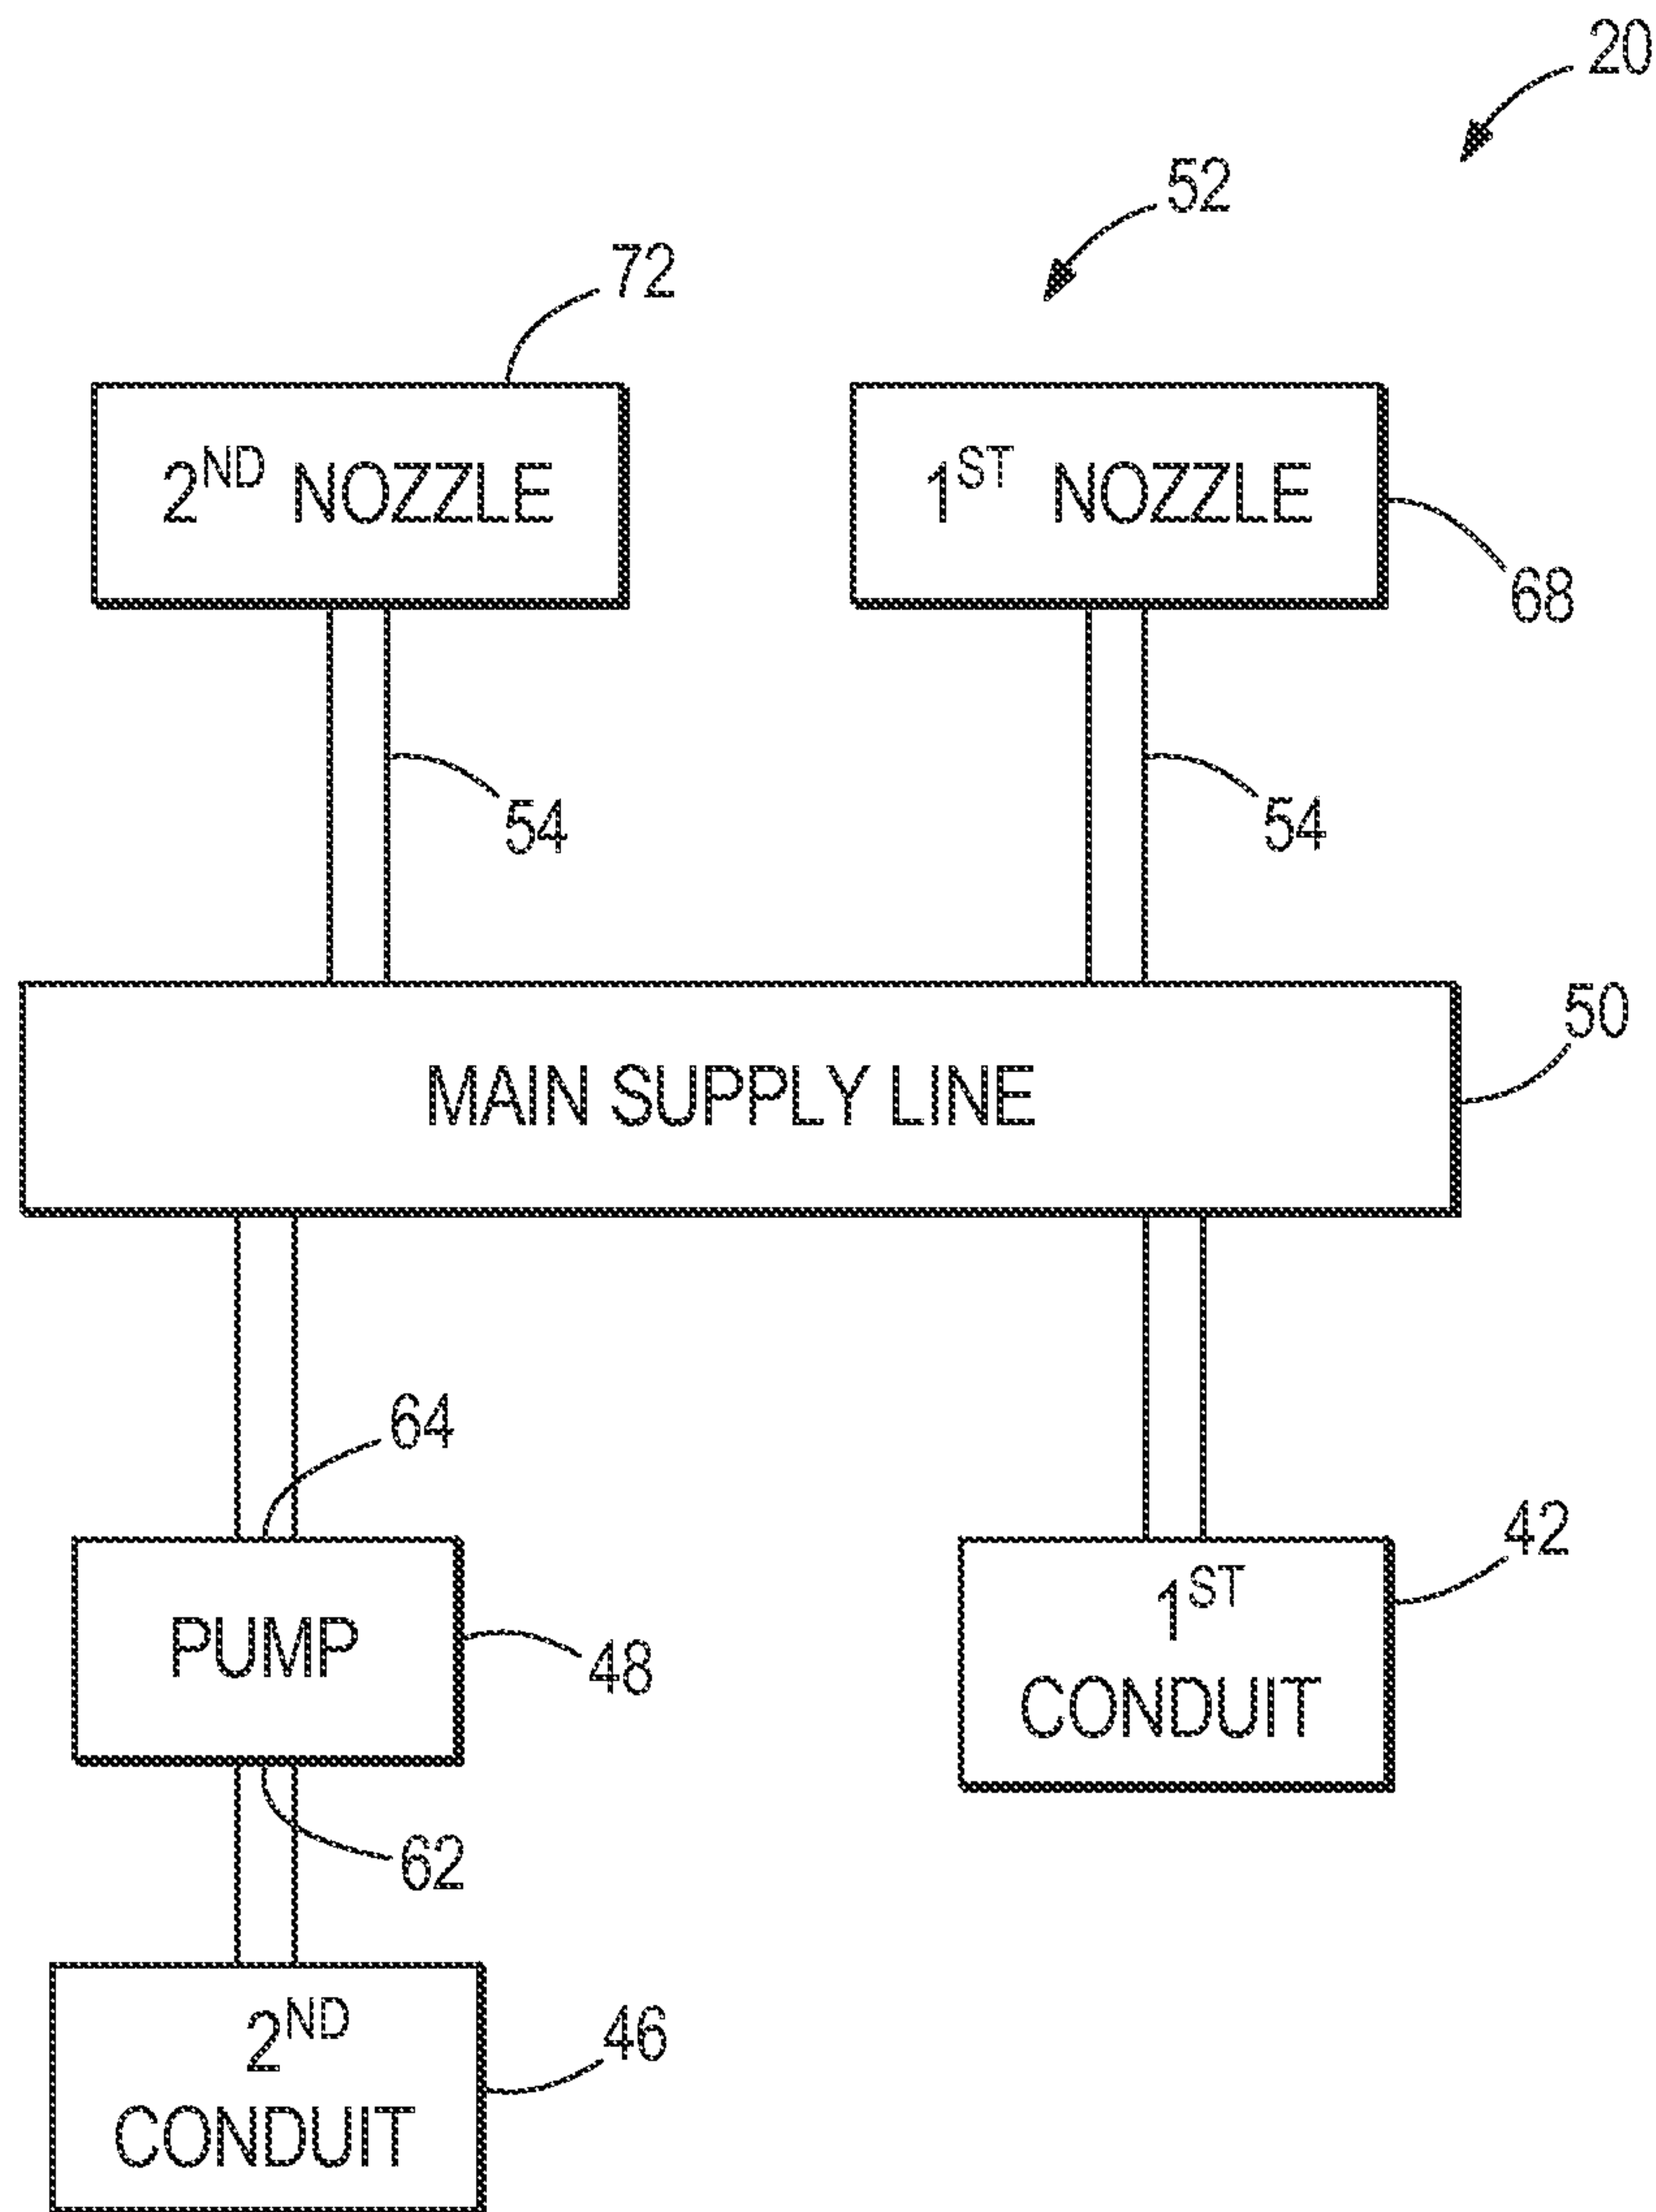 20
52
72
2ND NOZZLE
1ST NOZZLE
68
54
54
50
MAIN SUPPLY LINE
64
42
PUMP
48
1ST
CONDUIT
62
2ND
CONDUIT
46